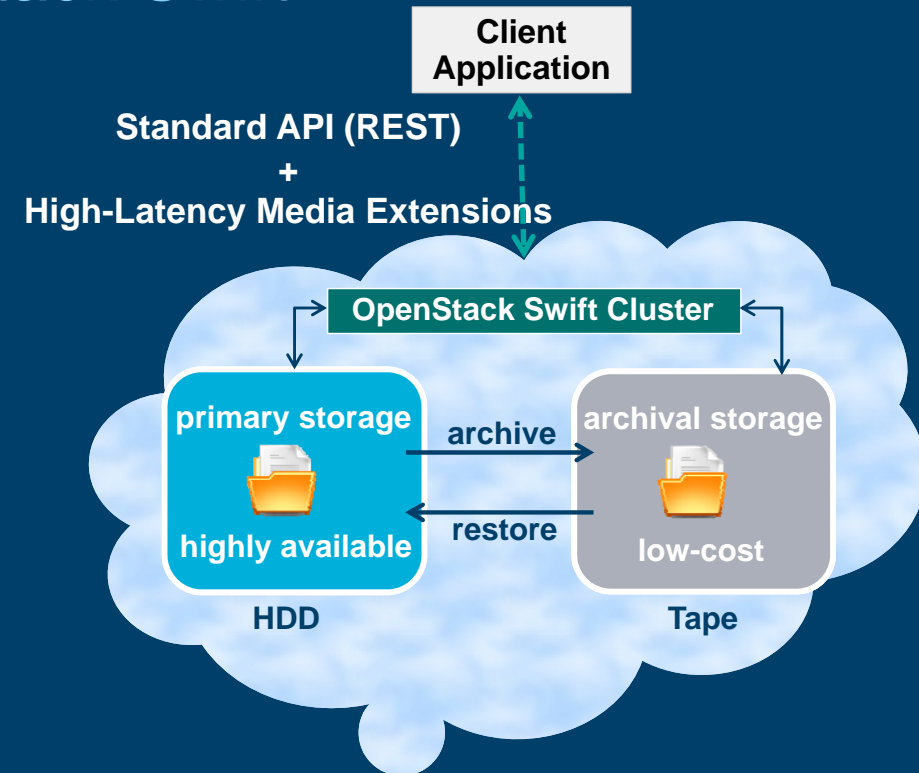 Client
Application
Standard API (REST)
+
High-Latency Media Extensions
OpenStack Swift Cluster
primary storage
highly available
archive
restore
archival storage
low-cost
HDD
Tape